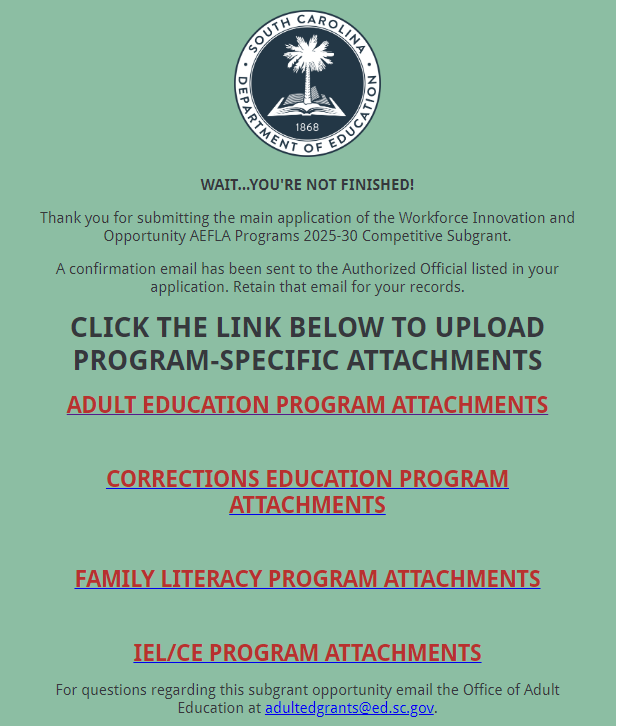 SOUTH CAROLINA
DEPARTMENT OF EDUCATION
1868
WAIT...YOU'RE NOT FINISHED!
Thank you for submitting the main application of the Workforce Innovation and
Opportunity AEFLA Programs 2025-30 Competitive Subgrant.
A confirmation email has been sent to the Authorized Official listed in your
application. Retain that email for your records.
CLICK THE LINK BELOW TO UPLOAD
PROGRAM-SPECIFIC ATTACHMENTS
ADULT EDUCATION PROGRAM ATTACHMENTS
CORRECTIONS EDUCATION PROGRAM
ATTACHMENTS
FAMILY LITERACY PROGRAM ATTACHMENTS
IEL/CE PROGRAM ATTACHMENTS
For questions regarding this subgrant opportunity email the Office of Adult
Education at adultedgrants@ed.sc.gov.